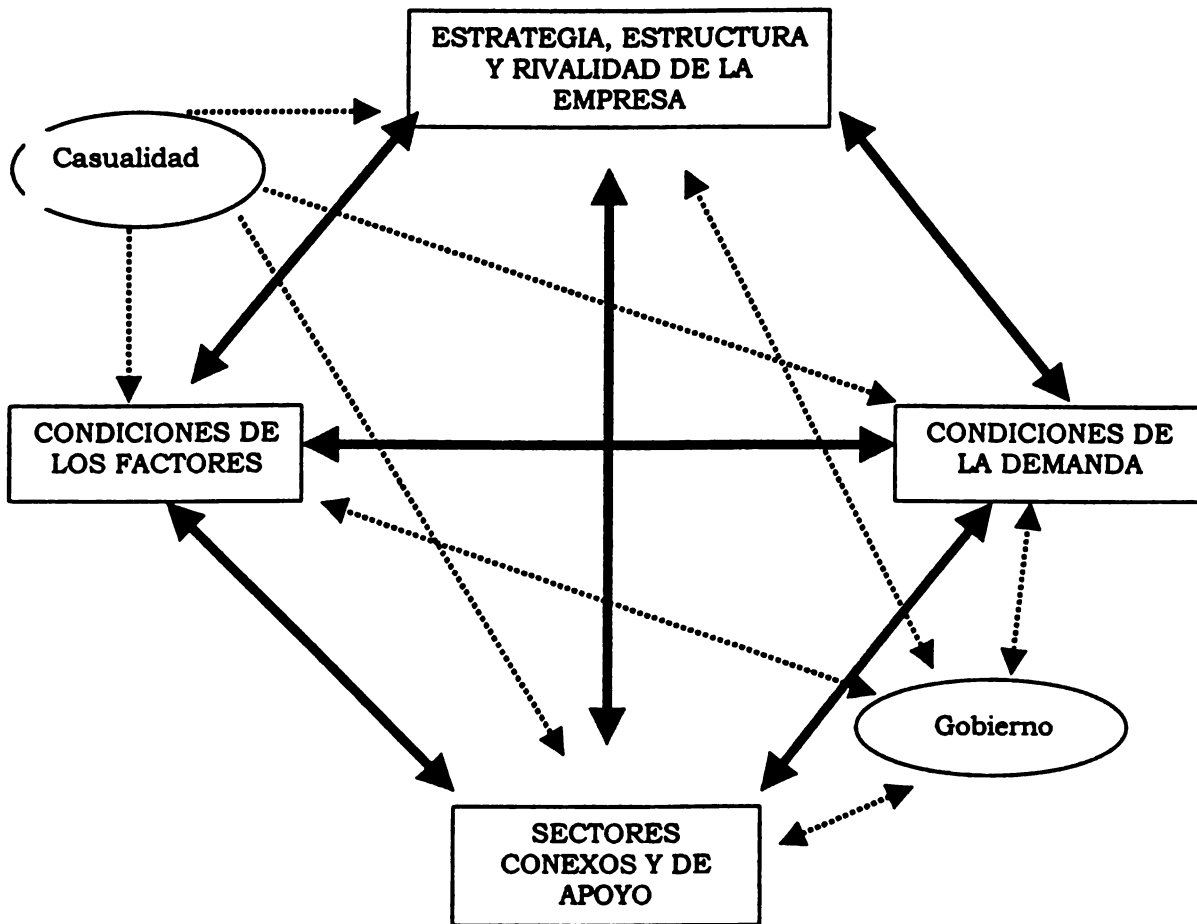 ESTRATEGIA, ESTRUCTURA
Y RIVALIDAD DE LA
EMPRESA
Casualidad
CONDICIONES DE
LOS FACTORES
CONDICIONES DE
LA DEMANDA
Gobierno
SECTORES
CONEXOS Y DE
APOYO